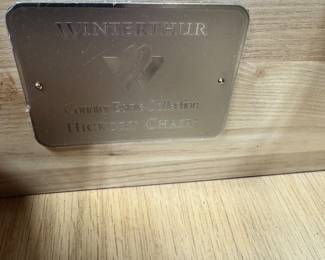 WINTERTHUR
Country Estate Collection
HICKORY CHAIR